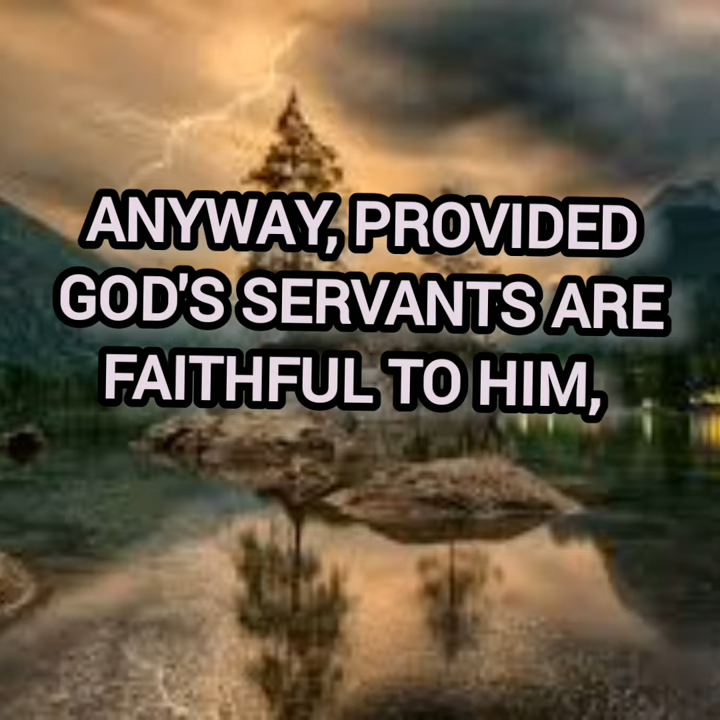 ANYWAY, PROVIDED
GOD'S SERVANTS ARE
FAITHFUL TO HIM,